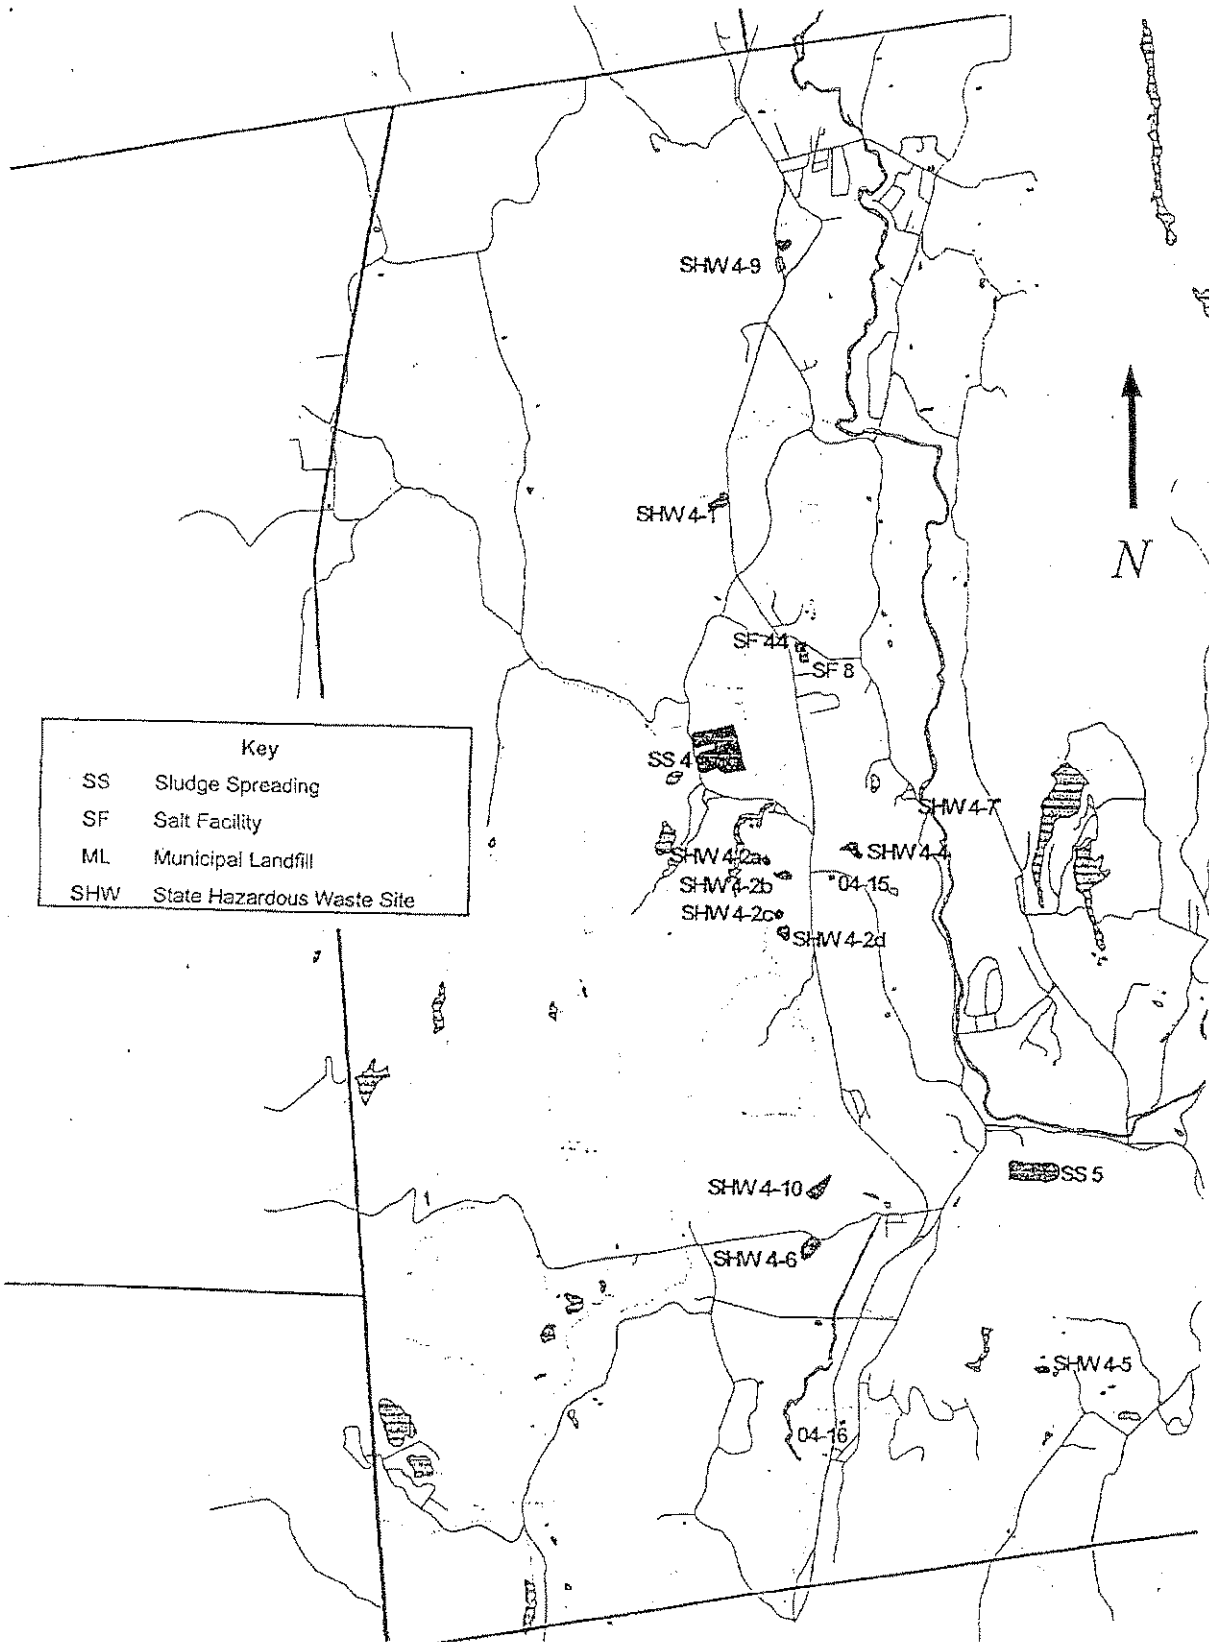 SHW 4-9
SHW 4-1
N
SF 44
SF 8
Key
SS Sludge Spreading
SF Salt Facility
ML Municipal Landfill
SHW State Hazardous Waste Site
SS 4
SHW 4-7
SHW 4-2a
SHW 4-4
SHW 4-2b
04-15
SHW 4-2c
SHW 4-2d
SHW 4-10
SS 5
SHW 4-6
SHW 4-5
04-16